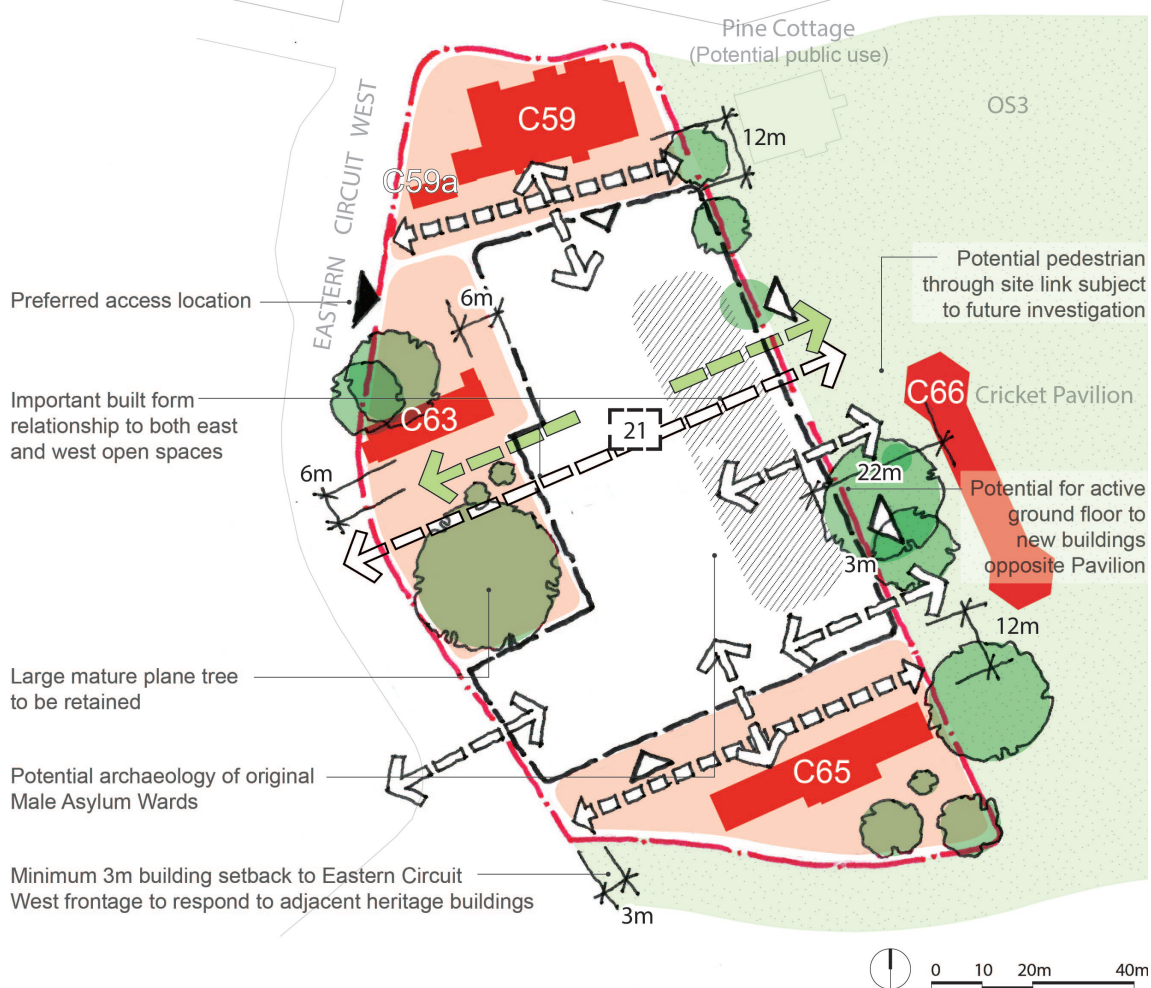 Pine Cottage
(Potential public use)
OS3
C59
12m
C59a
EASTERN CIRCUIT WEST
Potential pedestrian
through site link subject
to future investigation
Preferred access location
6m
C66
Cricket Pavilion
Important built form
relationship to both east
and west open spaces
C63
21
6m
22m
Potential for active
ground floor to
new buildings
opposite Pavilion
3m
12m
Large mature plane tree
to be retained
Potential archaeology of original
Male Asylum Wards
C65
Minimum 3m building setback to Eastern Circuit
West frontage to respond to adjacent heritage buildings
3m
0 10 20m 40m